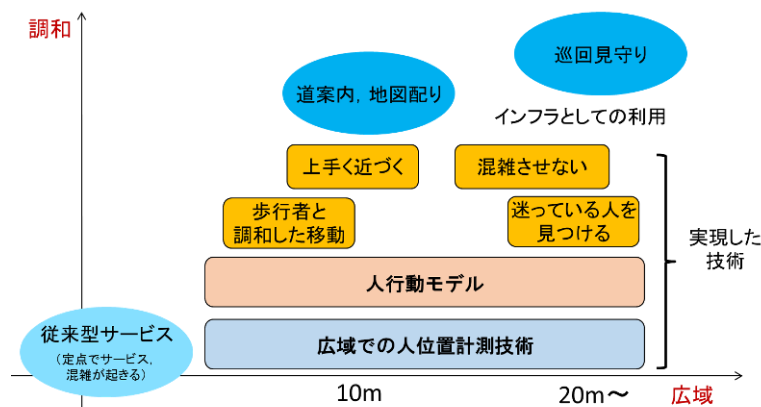 調和
巡回見守り
道案内，地図配り
インフラとしての利用
上手く近づく
混雑させない
歩行者と
調和した移動
迷っている人を
見つける
実現した
技術
人行動モデル
従来型サービス
（定点でサービス、
混雑が起きる）
広域での人位置計測技術
10m
20m～
広域